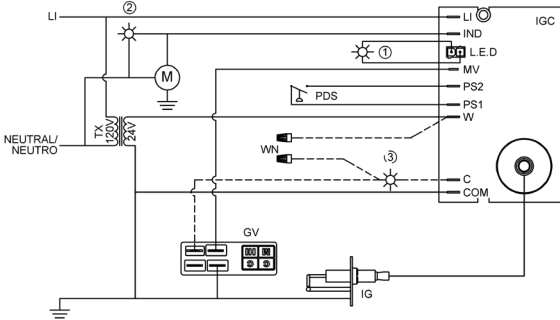 ②
LI
LI
IGC
IND
①
L.E.D
M
MV
PS2
PDS
PS1
W
TX
120V
24V
NEUTRAL/
NEUTRO
WN
③
C
COM
GV
IG